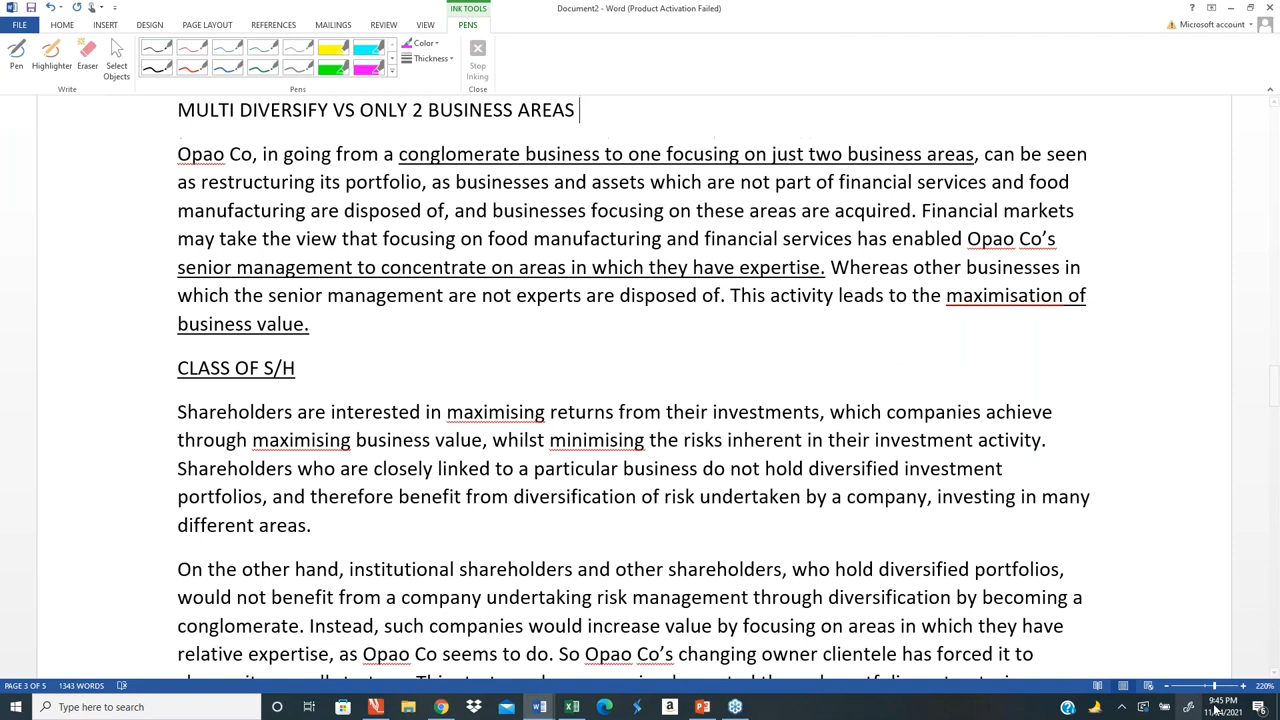 INK TOOLS
Document2 - Word (Product Activation Failed)
FILE HOME INSERT DESIGN PAGE LAYOUT REFERENCES MAILINGS REVIEW VIEW PENS
Microsoft account
Pen Highlighter Eraser Select Objects
Color
Thickness
Stop Inking
Write Pens Close
MULTI DIVERSIFY VS ONLY 2 BUSINESS AREAS
Opao Co, in going from a conglomerate business to one focusing on just two business areas, can be seen
as restructuring its portfolio, as businesses and assets which are not part of financial services and food
manufacturing are disposed of, and businesses focusing on these areas are acquired. Financial markets
may take the view that focusing on food manufacturing and financial services has enabled Opao Co’s
senior management to concentrate on areas in which they have expertise. Whereas other businesses in
which the senior management are not experts are disposed of. This activity leads to the maximisation of
business value.
CLASS OF S/H
Shareholders are interested in maximising returns from their investments, which companies achieve
through maximising business value, whilst minimising the risks inherent in their investment activity.
Shareholders who are closely linked to a particular business do not hold diversified investment
portfolios, and therefore benefit from diversification of risk undertaken by a company, investing in many
different areas.
On the other hand, institutional shareholders and other shareholders, who hold diversified portfolios,
would not benefit from a company undertaking risk management through diversification by becoming a
conglomerate. Instead, such companies would increase value by focusing on areas in which they have
relative expertise, as Opao Co seems to do. So Opao Co’s changing owner clientele has forced it to
PAGE 3 OF 5 1343 WORDS 220%
Type here to search
9:45 PM